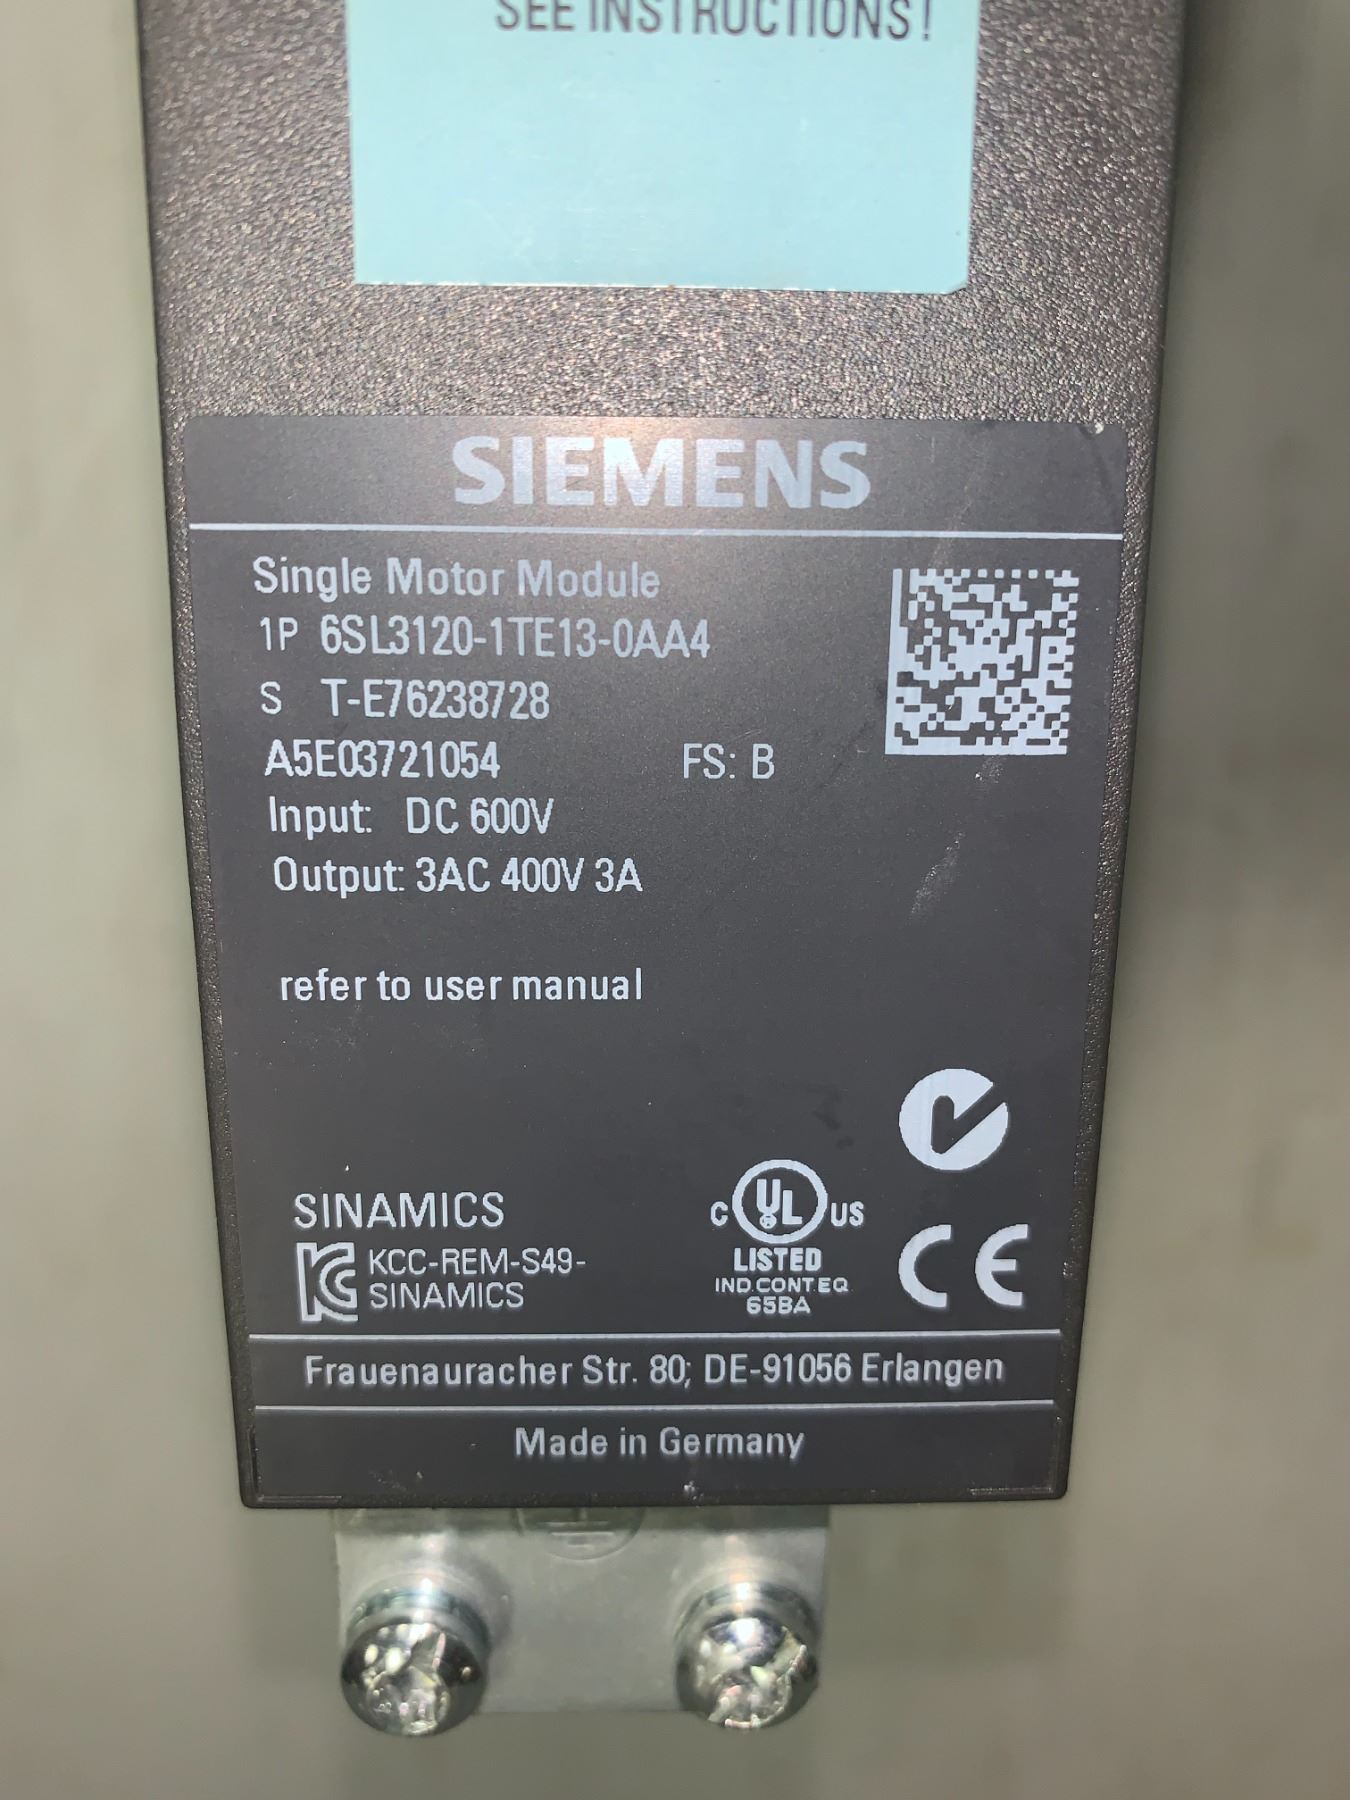 SEE INSTRUCTIONS!
SIEMENS
Single Motor Module
1P 6SL3120-1TE13-0AA4
S T-E76238728
A5E03721054 FS: B
Input: DC 600V
Output: 3AC 400V 3A
refer to user manual
SINAMICS
KCC-REM-S49-
SINAMICS
C UL US
LISTED
IND.CONT.EQ
65BA
CE
Frauenauracher Str. 80; DE-91056 Erlangen
Made in Germany